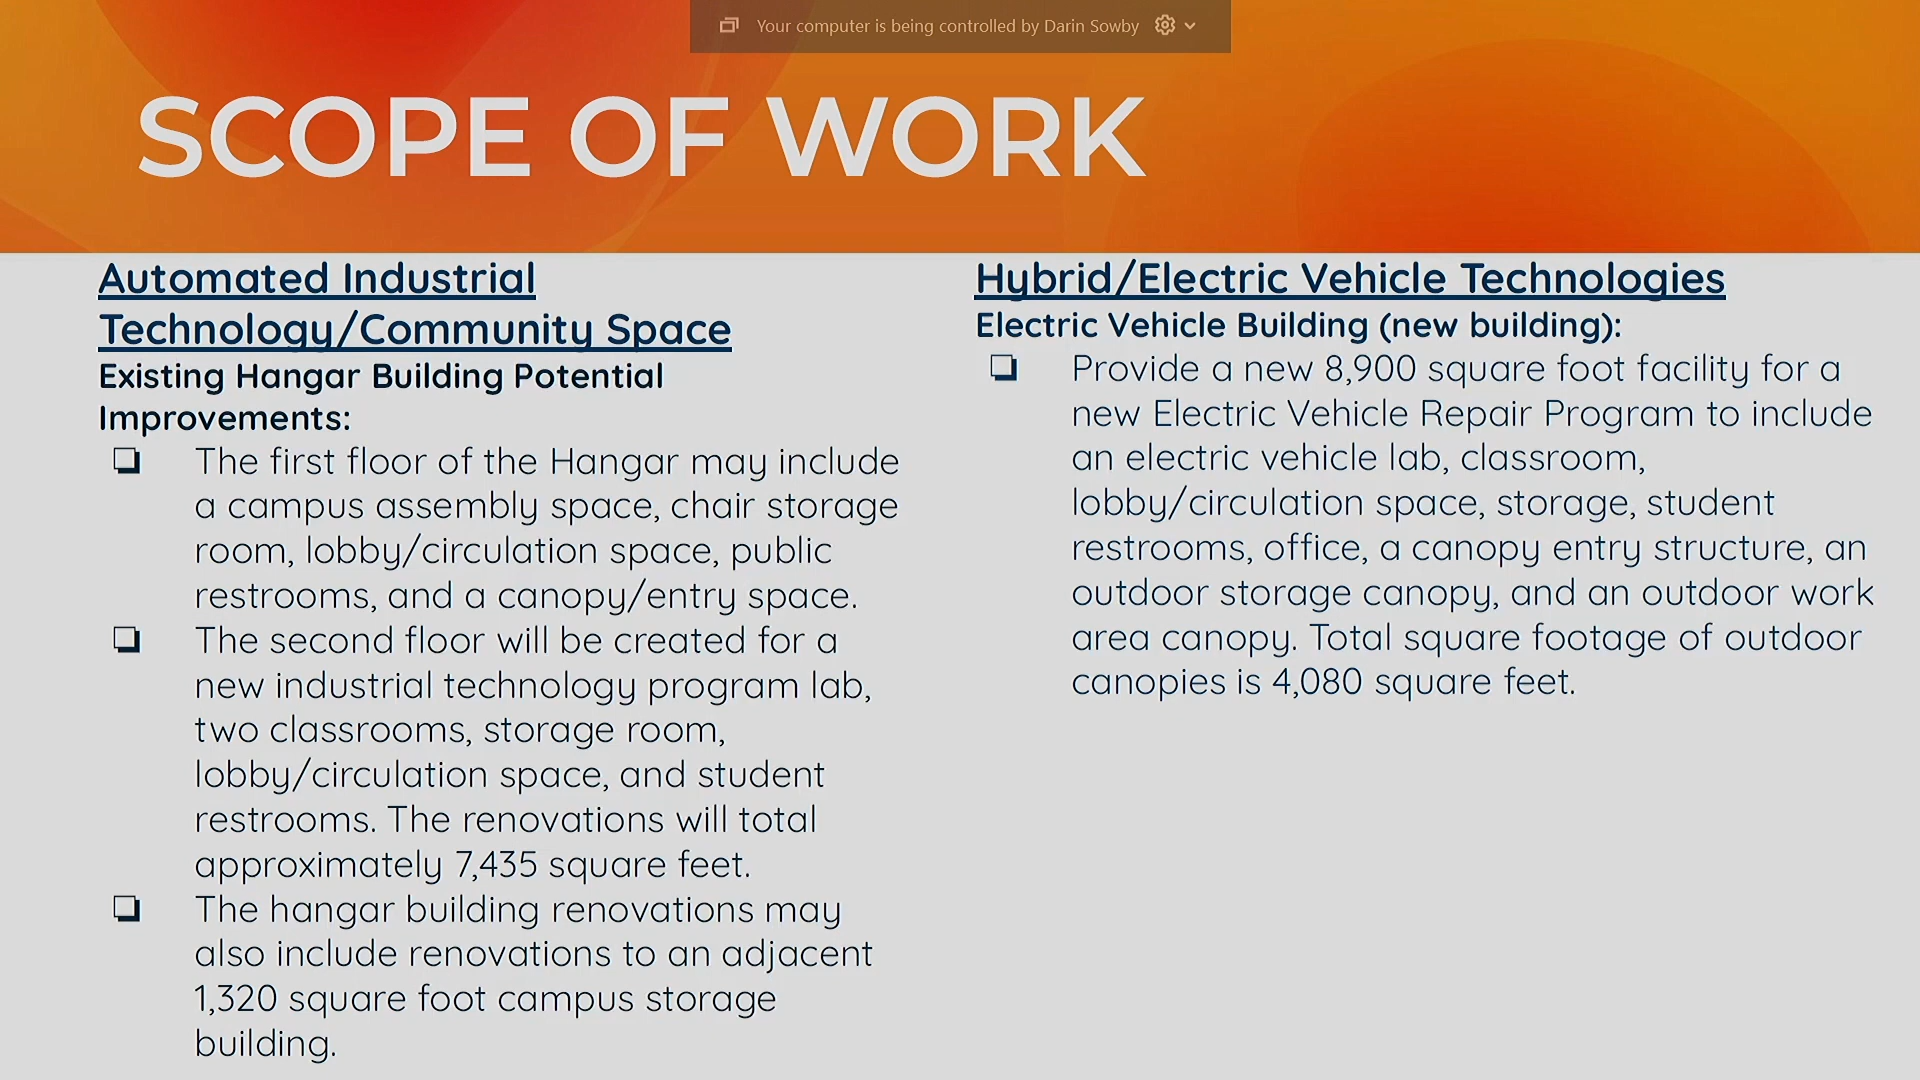 Your computer is being controlled by Darin Sowby
SCOPE OF WORK
Automated Industrial
Technology/Community Space
Existing Hangar Building Potential
Improvements:
❏ The first floor of the Hangar may include
a campus assembly space, chair storage
room, lobby/circulation space, public
restrooms, and a canopy/entry space.
❏ The second floor will be created for a
new industrial technology program lab,
two classrooms, storage room,
lobby/circulation space, and student
restrooms. The renovations will total
approximately 7,435 square feet.
❏ The hangar building renovations may
also include renovations to an adjacent
1,320 square foot campus storage
building.
Hybrid/Electric Vehicle Technologies
Electric Vehicle Building (new building):
❏ Provide a new 8,900 square foot facility for a
new Electric Vehicle Repair Program to include
an electric vehicle lab, classroom,
lobby/circulation space, storage, student
restrooms, office, a canopy entry structure, an
outdoor storage canopy, and an outdoor work
area canopy. Total square footage of outdoor
canopies is 4,080 square feet.